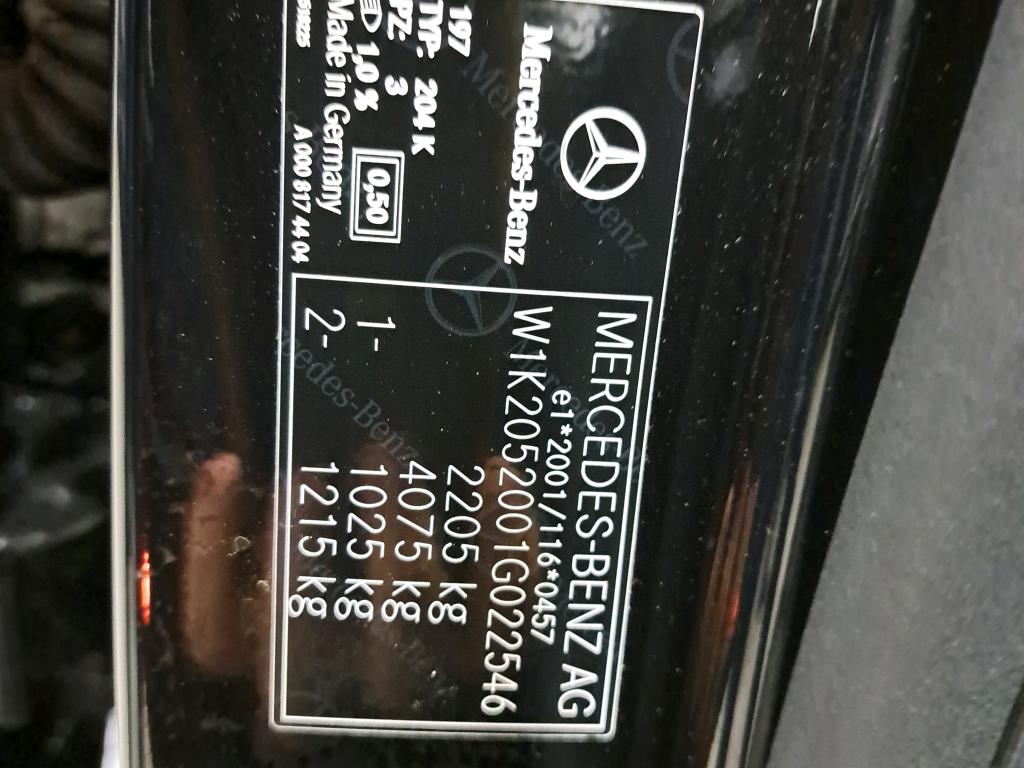 MERCEDES-BENZ AG
e1*2001/116*0457
W1K2052001G022546
2205 kg
4075 kg
1- 1025 kg
2- 1215 kg
Mercedes-Benz
197
TYP: 204 K
PZ: 3
1,0 %
0,50
Made in Germany
A 000 817 44 04